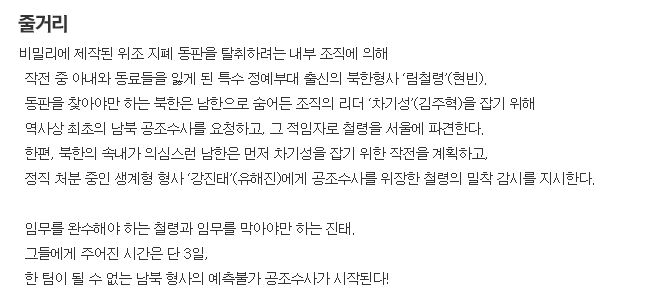 줄거리
비밀리에 제작된 위조 지폐 동판을 탈취하려는 내부 조직에 의해
작전 중 아내와 동료들을 잃게 된 특수 정예부대 출신의 북한형사 ‘림철령’(현빈).
동판을 찾아야만 하는 북한은 남한으로 숨어든 조직의 리더 ‘차기성’(김주혁)을 잡기 위해
역사상 최초의 남북 공조수사를 요청하고, 그 적임자로 철령을 서울에 파견한다.
한편, 북한의 속내가 의심스런 남한은 먼저 차기성을 잡기 위한 작전을 계획하고,
정직 처분 중인 생계형 형사 ‘강진태’(유해진)에게 공조수사를 위장한 철령의 밀착 감시를 지시한다.
임무를 완수해야 하는 철령과 임무를 막아야만 하는 진태.
그들에게 주어진 시간은 단 3일,
한 팀이 될 수 없는 남북 형사의 예측불가 공조수사가 시작된다!